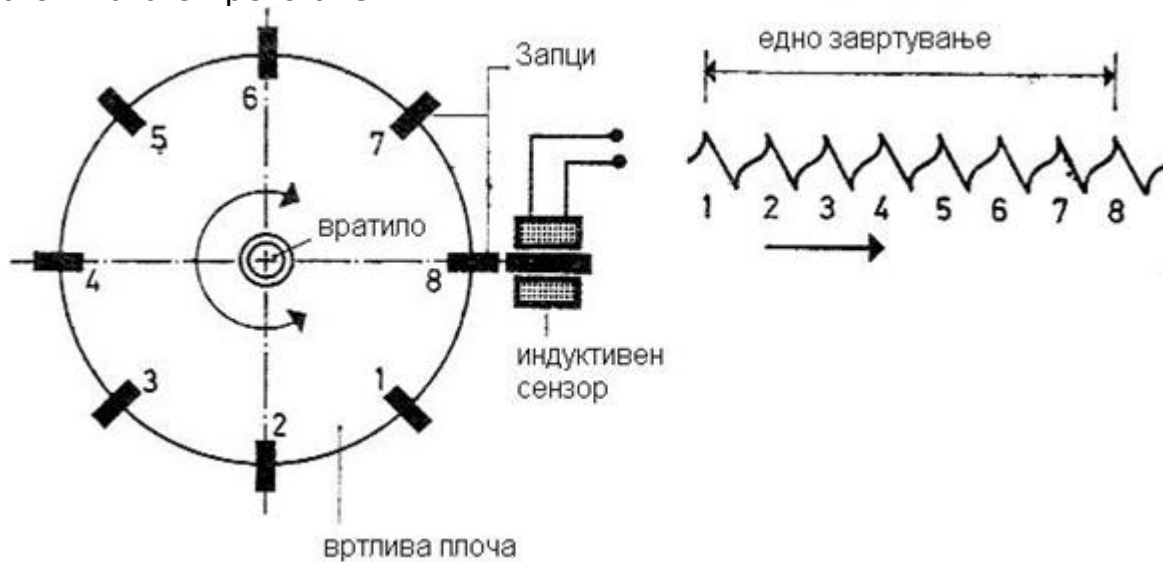 едно завртување
Запци
6
5
7
вратило
1 2 3 4 5 6 7 8
4
8
индуктивен
сензор
3
1
2
вртлива плоча